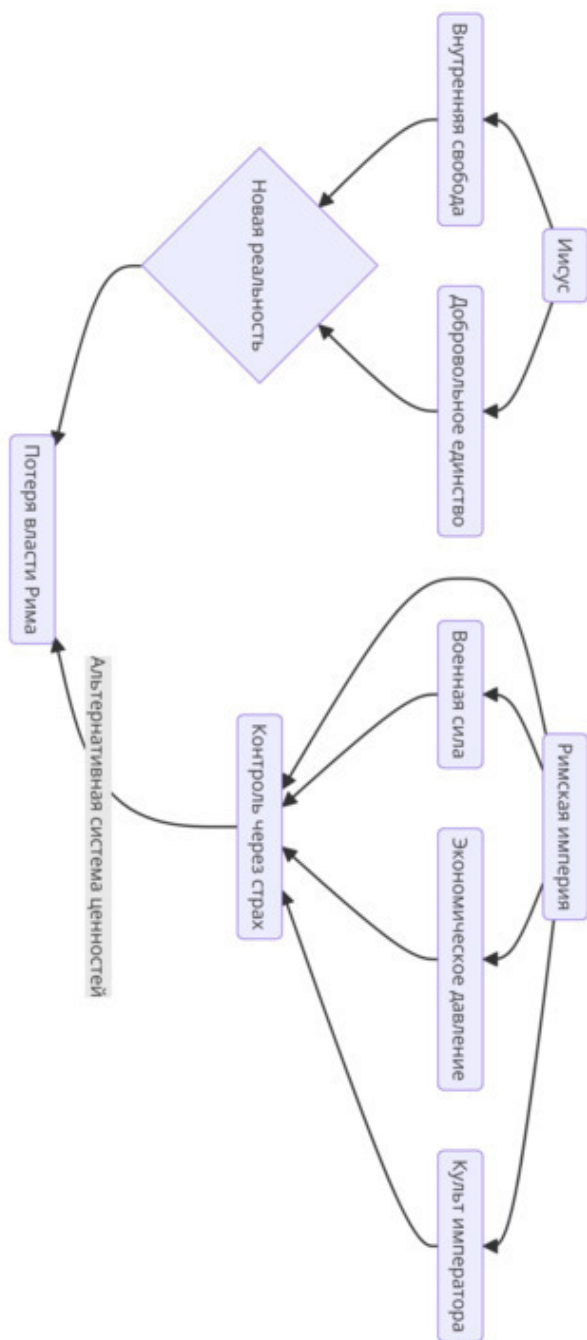 Иисус
Римская империя
Внутренняя свобода
Добровольное единство
Военная сила
Экономическое давление
Культ императора
Новая реальность
Контроль через страх
Альтернативная система ценностей
Потеря власти Рима